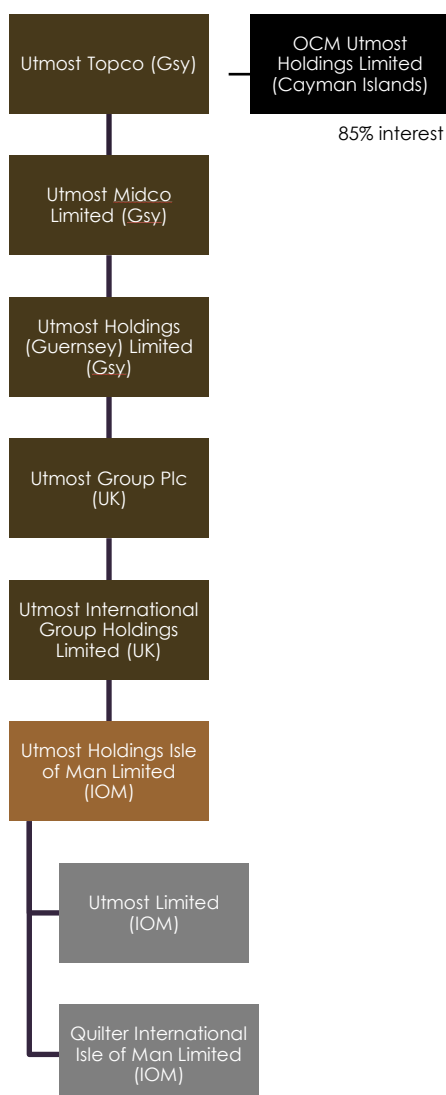 Utmost Topco (Gsy)
OCM Utmost
Holdings Limited
(Cayman Islands)
85% interest
Utmost Midco
Limited (Gsy)
Utmost Holdings
(Guernsey) Limited
(Gsy)
Utmost Group Plc
(UK)
Utmost International
Group Holdings
Limited (UK)
Utmost Holdings Isle
of Man Limited
(IOM)
Utmost Limited
(IOM)
Quilter International
Isle of Man Limited
(IOM)